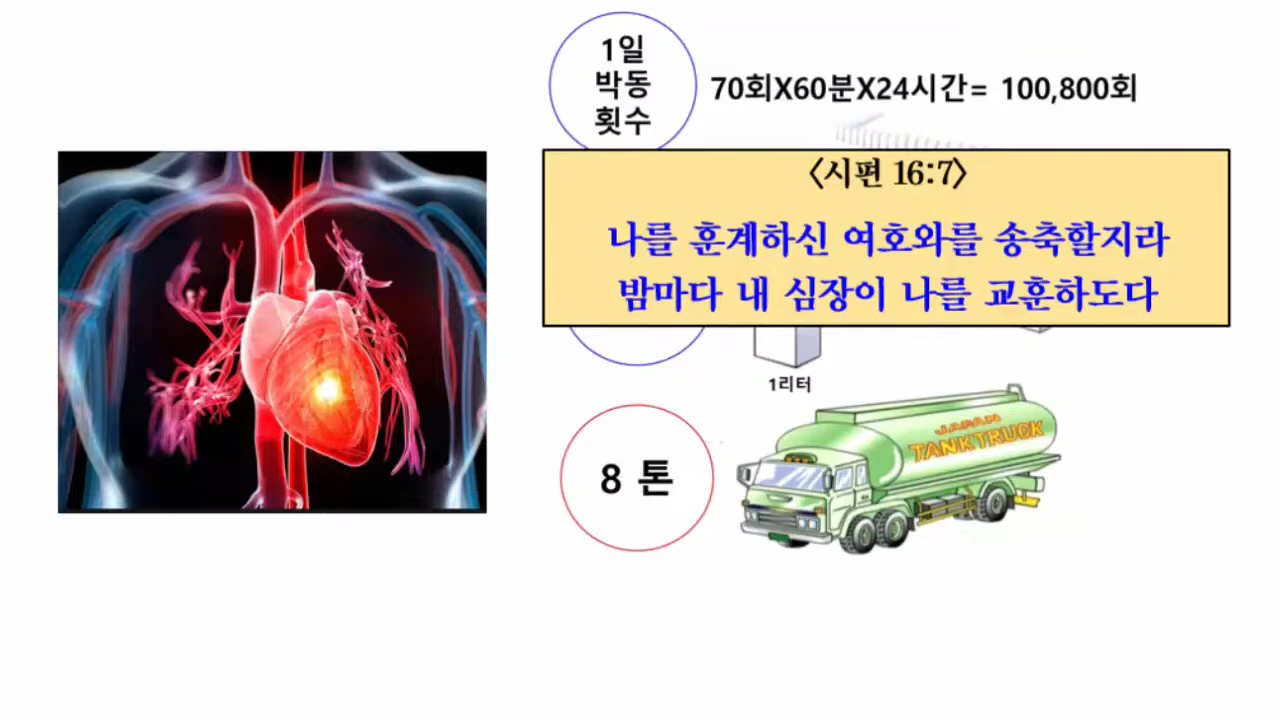 1일
박동
횟수
70회X60분X24시간= 100,800회
<시편 16:7>
나를 훈계하신 여호와를 송축할지라
밤마다 내 심장이 나를 교훈하도다
1리터
8 톤
JAPAN
TANK TRUCK